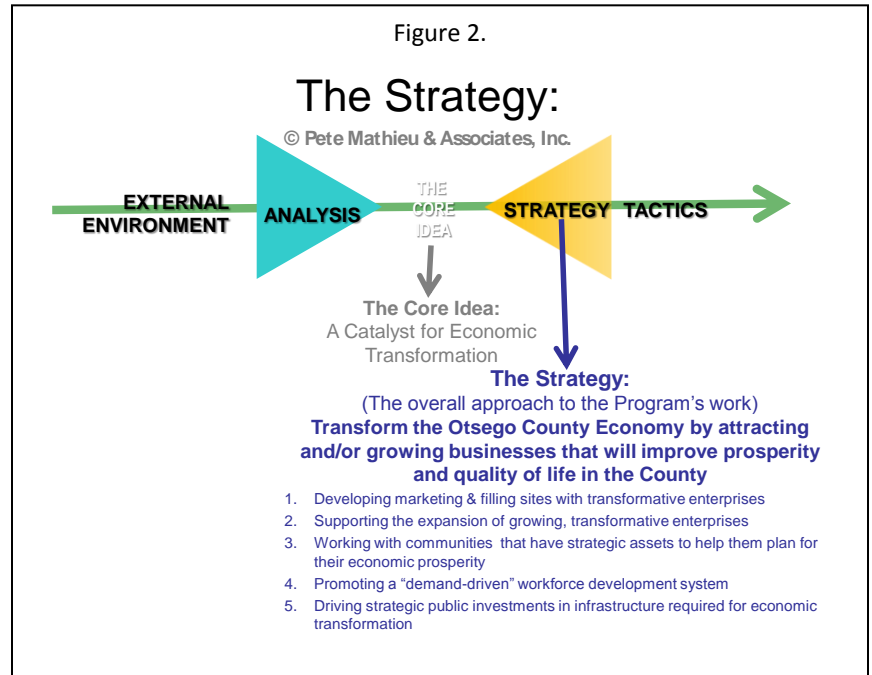 Figure 2.
The Strategy:
© Pete Mathieu & Associates, Inc.
EXTERNAL
ENVIRONMENT
ANALYSIS
THE
CORE
IDEA
STRATEGY
TACTICS
The Core Idea:
A Catalyst for Economic
Transformation
The Strategy:
(The overall approach to the Program's work)
Transform the Otsego County Economy by attracting
and/or growing businesses that will improve prosperity
and quality of life in the County
1. Developing marketing & filling sites with transformative enterprises
2. Supporting the expansion of growing, transformative enterprises
3. Working with communities that have strategic assets to help them plan for
their economic prosperity
4. Promoting a “demand-driven” workforce development system
5. Driving strategic public investments in infrastructure required for economic
transformation